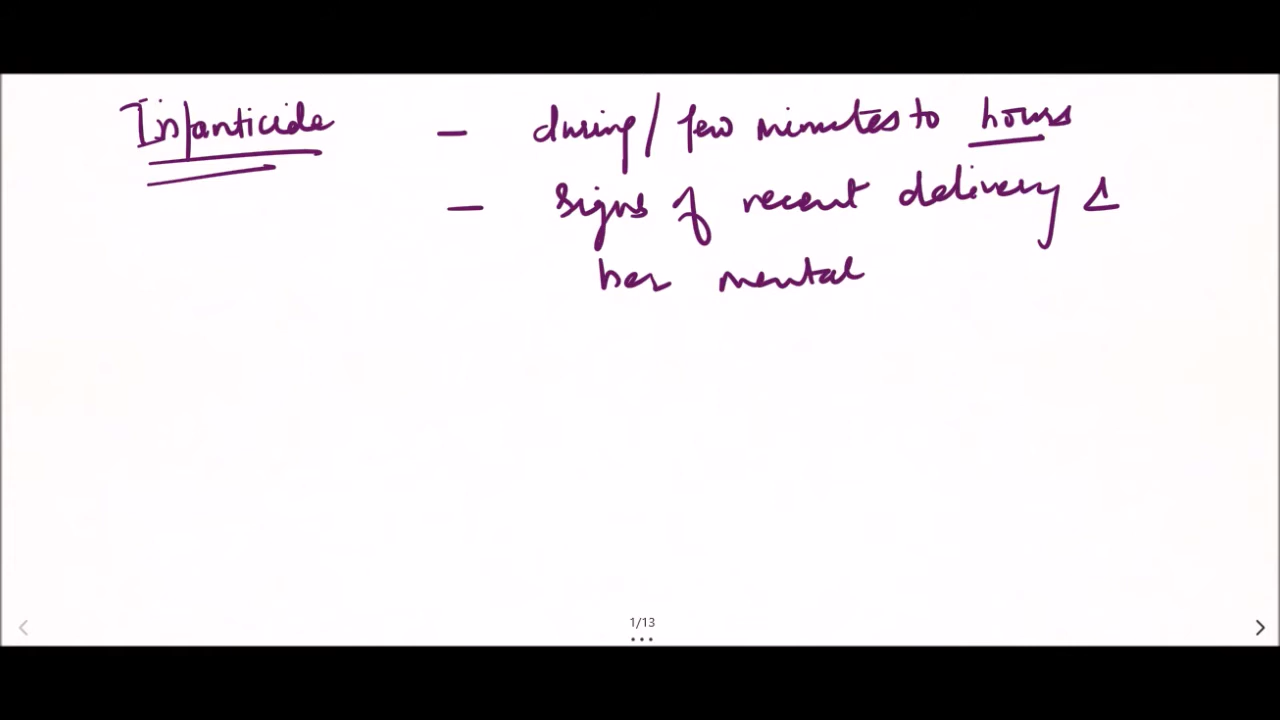 Infanticide - during / few minutes to hours
- signs of recent delivery &
her mental
1/13